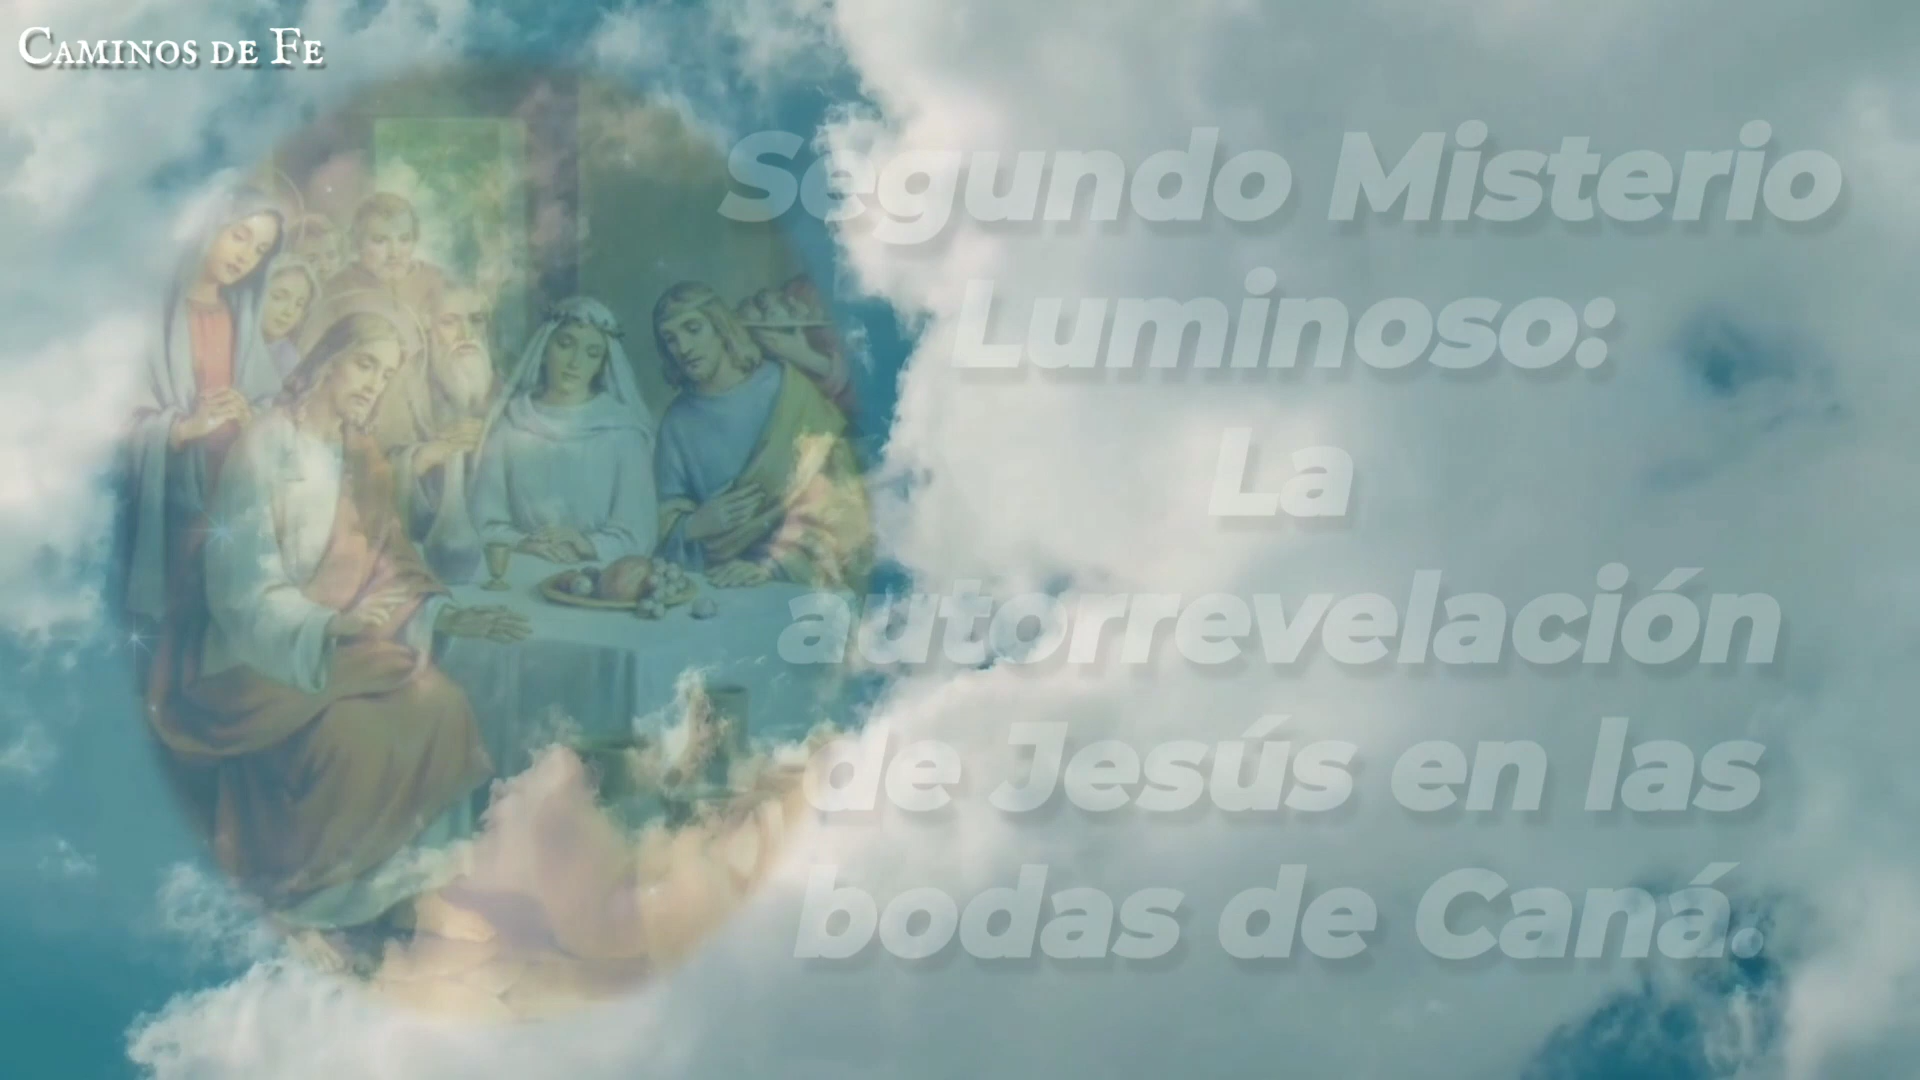 Caminos de Fe
Segundo Misterio
Luminoso:
La
autorrevelación
de Jesús en las
bodas de Caná.